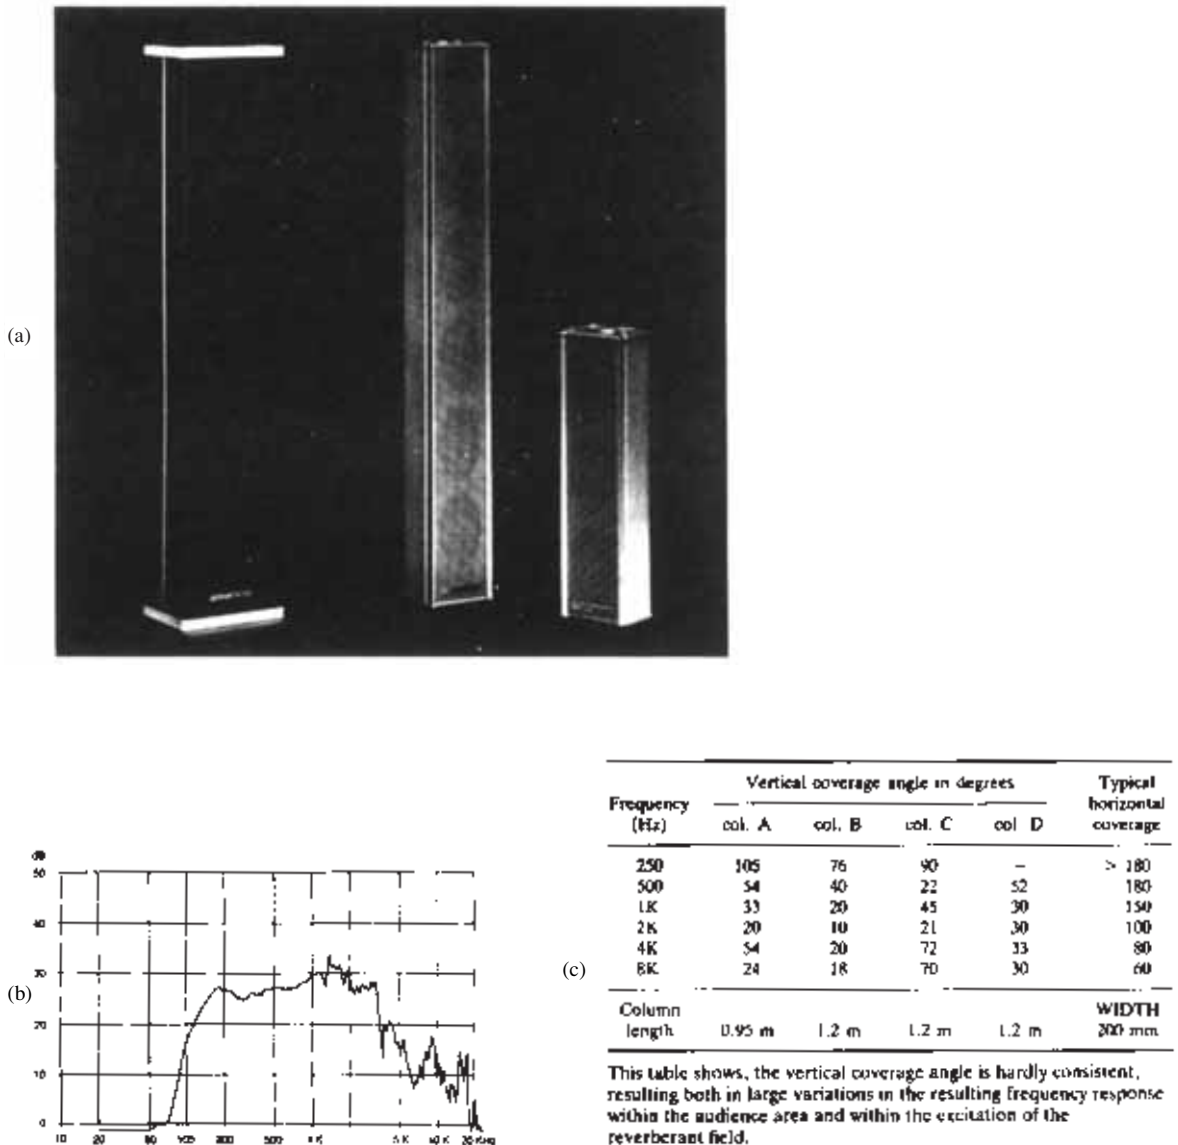 (a)
(b)
dB
50
40
30
20
10
0
10 20 50 100 200 500 1K 5K 10K 20KHz
(c)
Vertical coverage angle in degrees Typical
Frequency horizontal
(Hz) col. A col. B col. C col D coverage
250 105 76 90 – > 180
500 54 40 22 52 180
1K 33 20 45 30 150
2K 20 10 21 30 100
4K 54 20 72 33 80
8K 24 18 70 30 60
Column WIDTH
length 0.95 m 1.2 m 1.2 m 1.2 m 200 mm
This table shows, the vertical coverage angle is hardly consistent,
resulting both in large variations in the resulting frequency response
within the audience area and within the excitation of the
reverberant field.